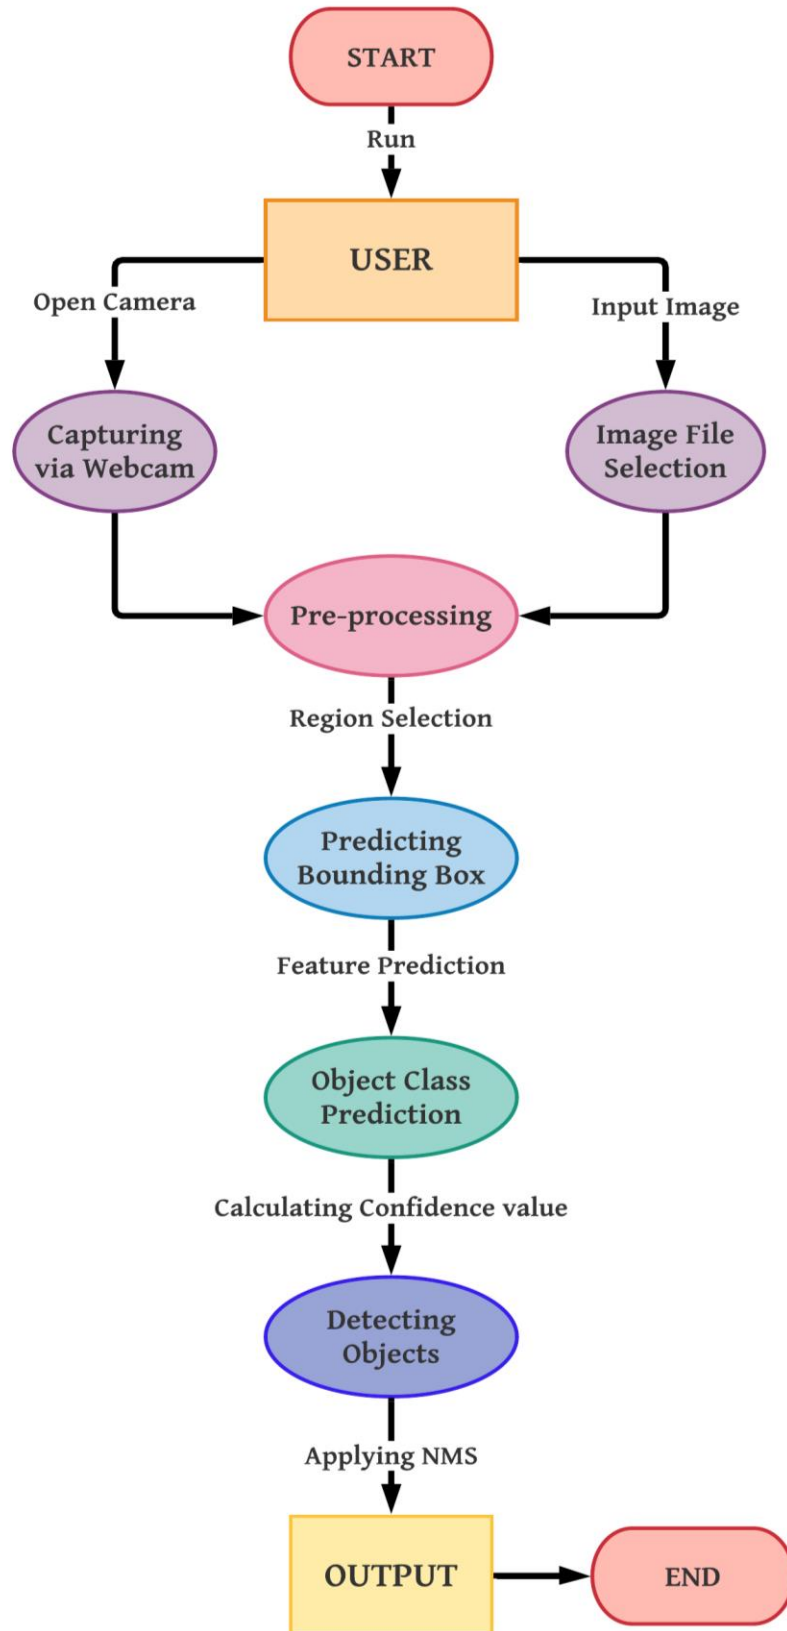 START
Run
USER
Open Camera
Input Image
Capturing
via Webcam
Image File
Selection
Pre-processing
Region Selection
Predicting
Bounding Box
Feature Prediction
Object Class
Prediction
Calculating Confidence value
Detecting
Objects
Applying NMS
OUTPUT
END